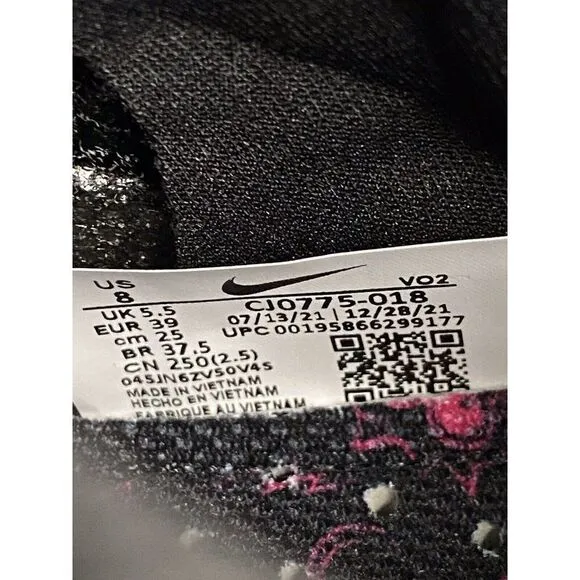 US
8
UK 5.5
EUR 39
cm 25
BR 37.5
CN 250(2.5)
045JN6ZV50V4S
MADE IN VIETNAM
HECHO EN VIETNAM
FABRIQUE AU VIETNAM
VO2
CJ0775-018
07/13/21 | 12/28/21
UPC 00195866299177